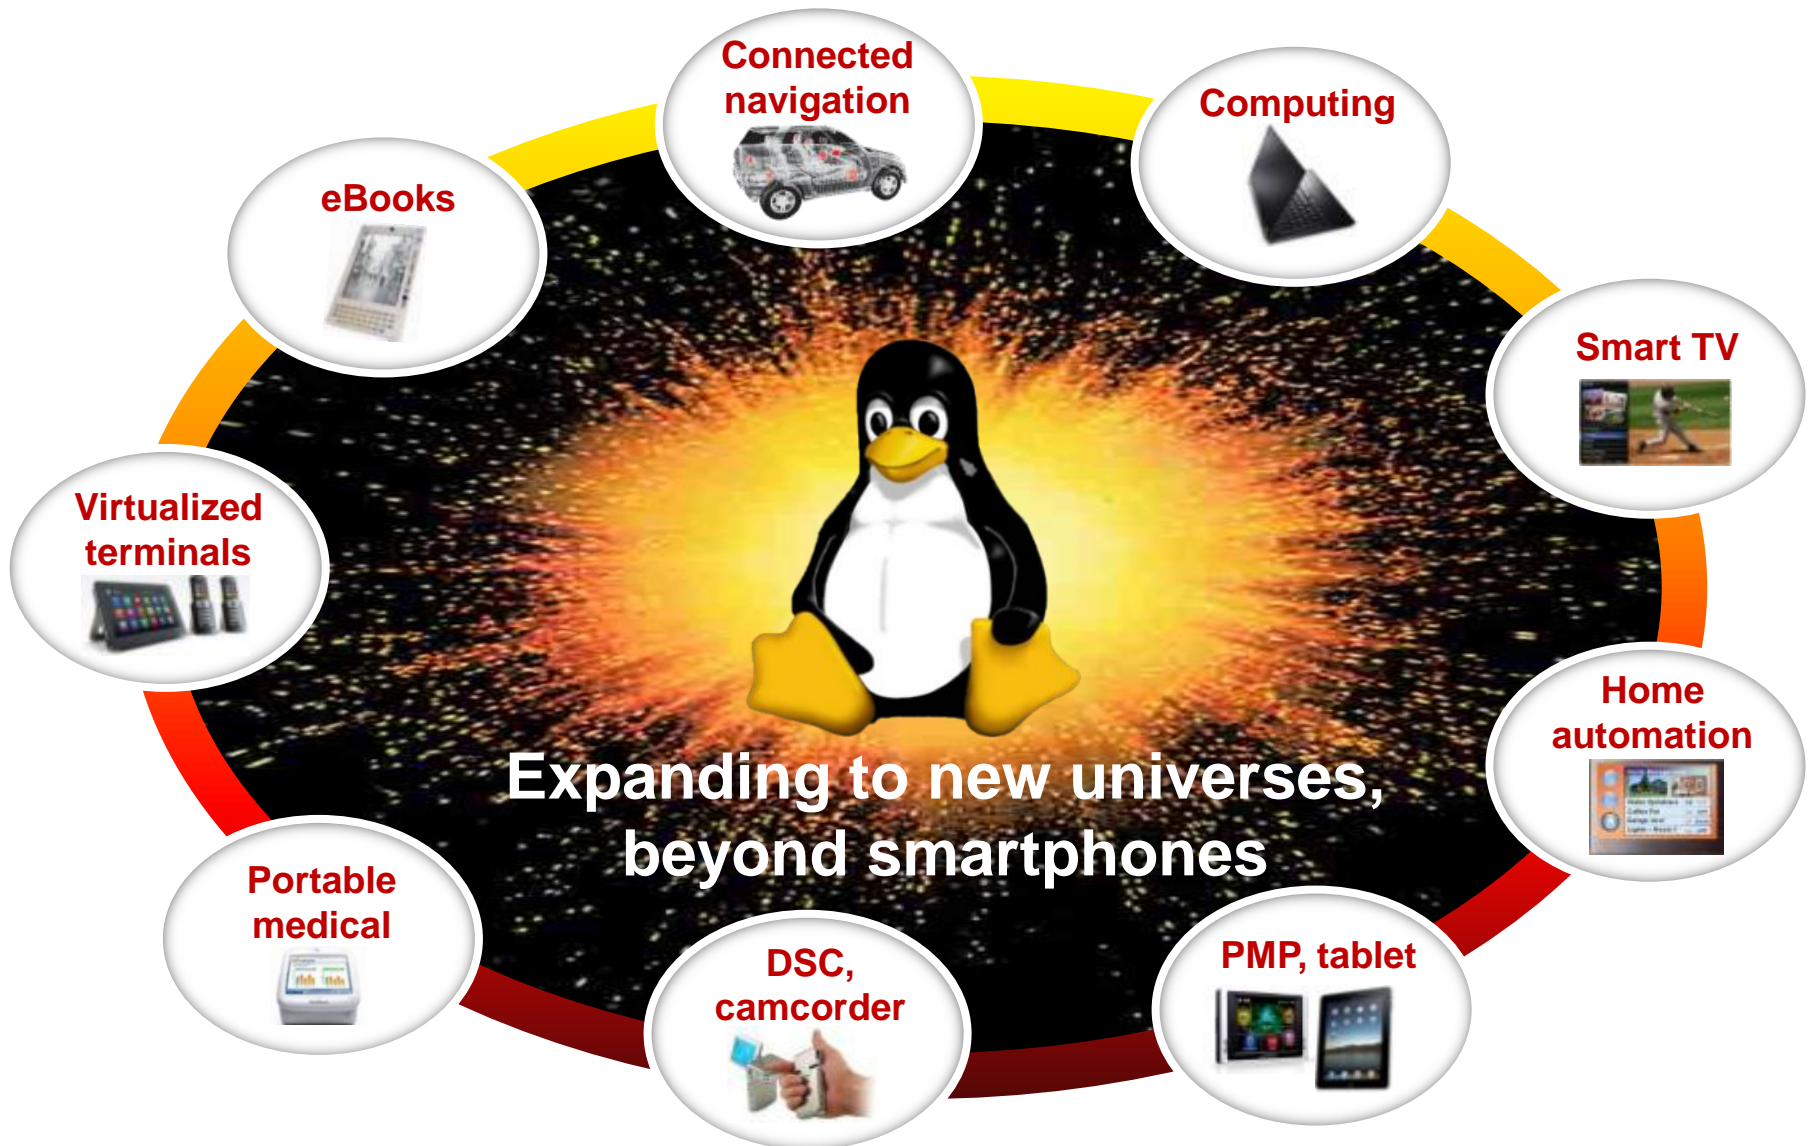 Connected
navigation
Computing
eBooks
Smart TV
Virtualized
terminals
Home
automation
Expanding to new universes,
beyond smartphones
Portable
medical
DSC,
camcorder
PMP, tablet